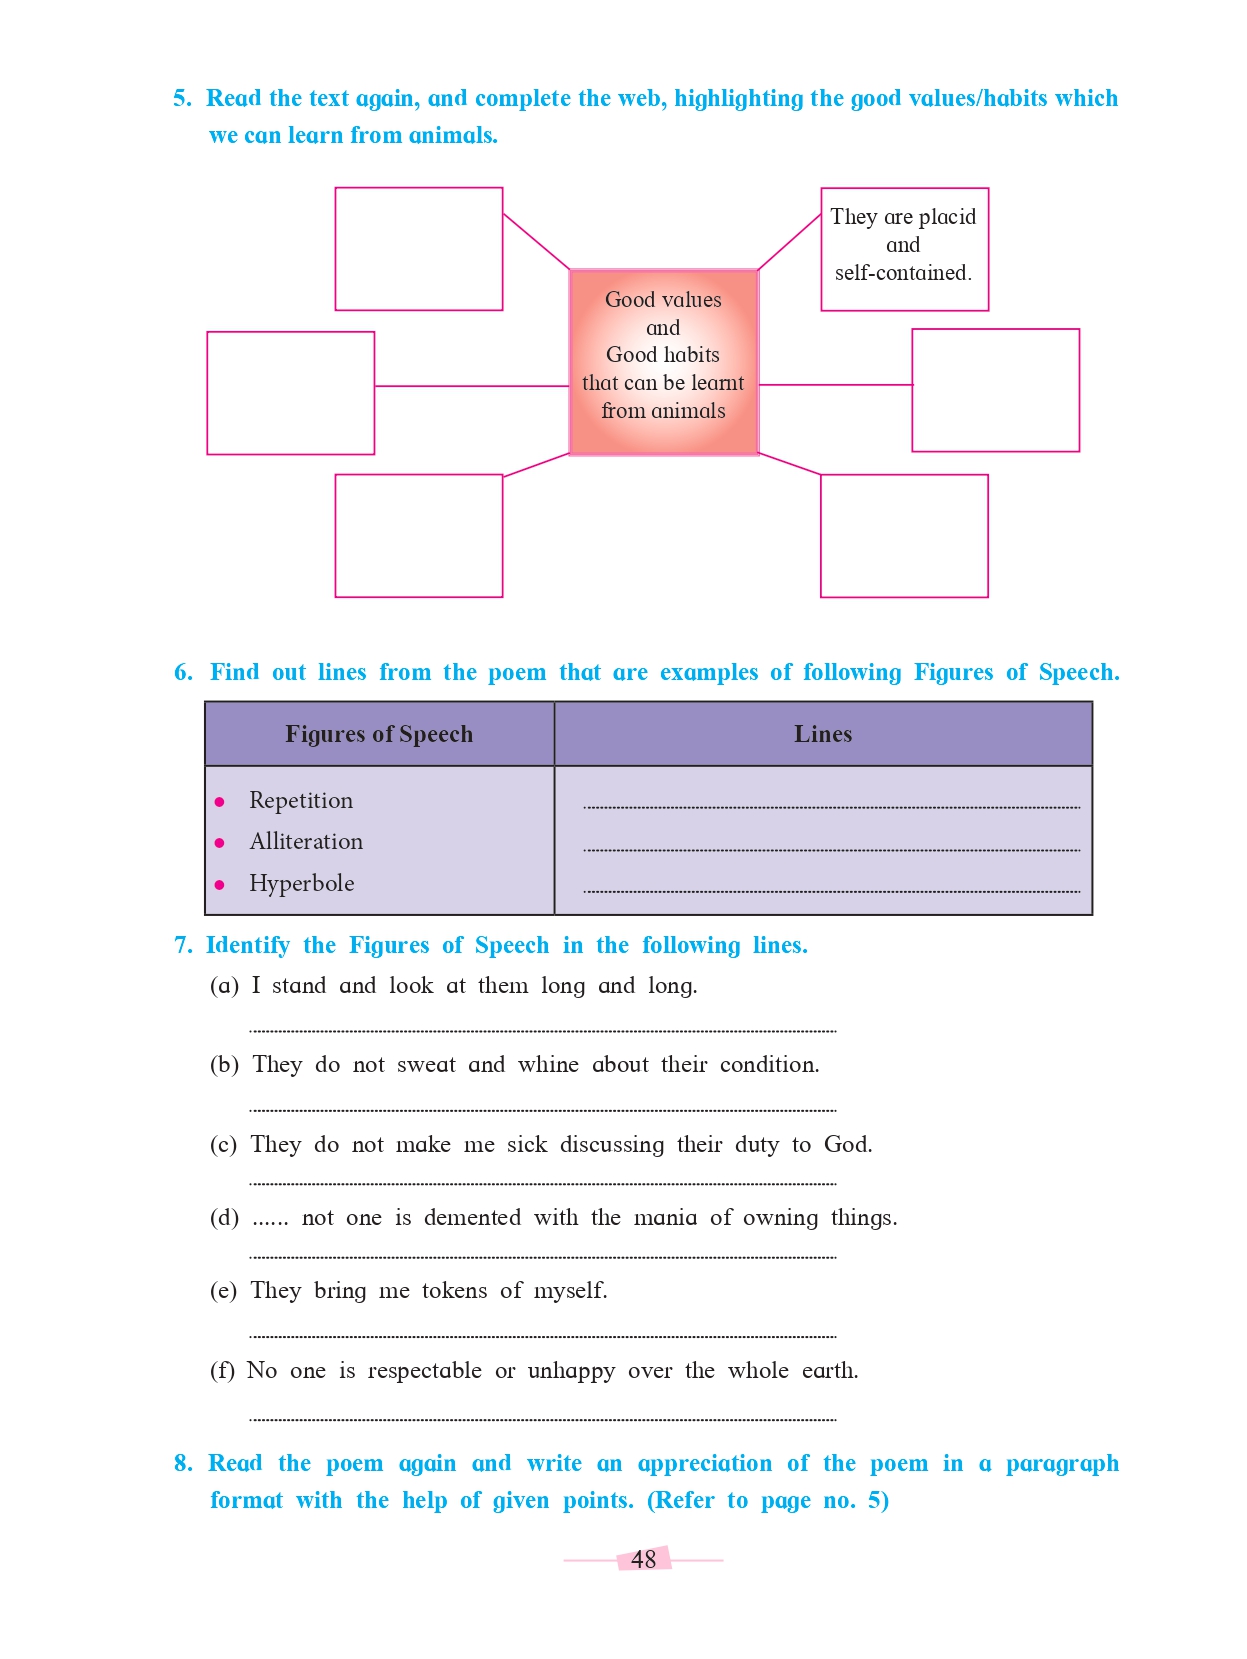 5. Read the text again, and complete the web, highlighting the good values/habits which
we can learn from animals.
They are placid
and
self-contained.
Good values
and
Good habits
that can be learnt
from animals
6. Find out lines from the poem that are examples of following Figures of Speech.
Figures of Speech Lines
• Repetition
• Alliteration
• Hyperbole
7. Identify the Figures of Speech in the following lines.
(a) I stand and look at them long and long.
(b) They do not sweat and whine about their condition.
(c) They do not make me sick discussing their duty to God.
(d) ...... not one is demented with the mania of owning things.
(e) They bring me tokens of myself.
(f) No one is respectable or unhappy over the whole earth.
8. Read the poem again and write an appreciation of the poem in a paragraph
format with the help of given points. (Refer to page no. 5)
48